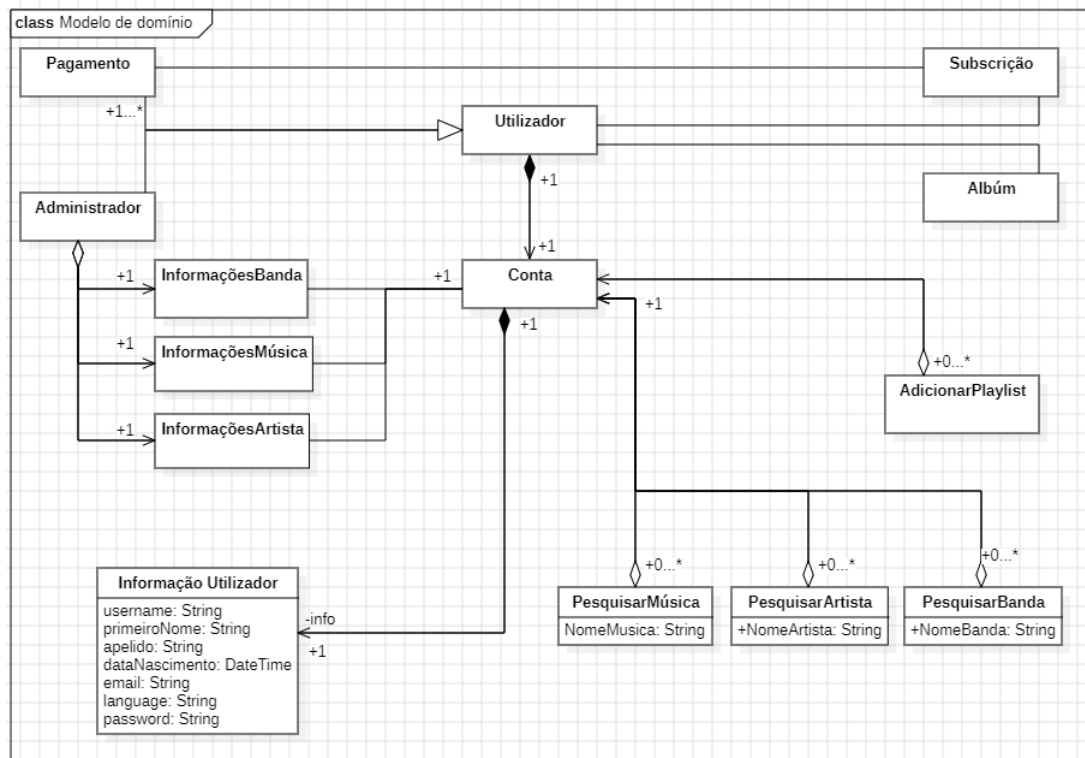 class Modelo de domínio
Pagamento
Subscrição
+1...*
Utilizador
+1
Albúm
Administrador
+1
+1
InformaçõesBanda
+1
Conta
+1
+1
+1
InformaçõesMúsica
+0...*
AdicionarPlaylist
+1
InformaçõesArtista
+0...*
+0...*
+0...*
Informação Utilizador
username: String
primeiroNome: String
apelido: String
dataNascimento: DateTime
email: String
language: String
password: String
-info
+1
PesquisarMúsica
NomeMusica: String
PesquisarArtista
+NomeArtista: String
PesquisarBanda
+NomeBanda: String